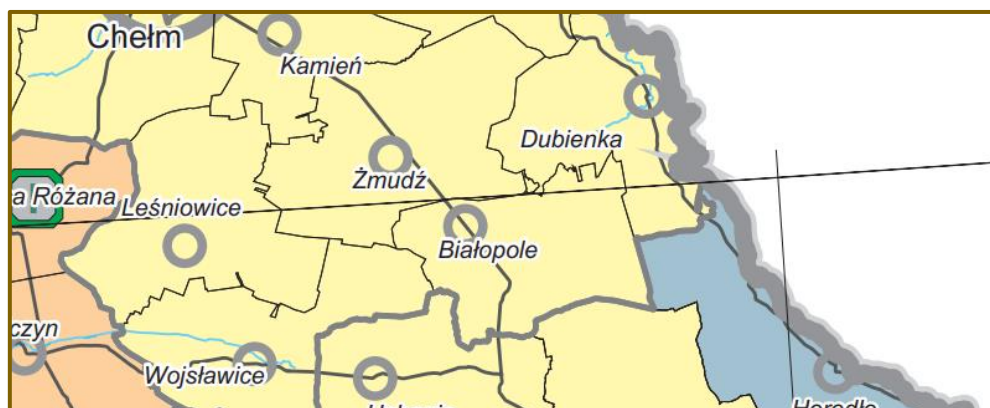 Chełm
Kamień
Dubienka
Żmudź
a Różana
Leśniowice
Białopole
czyn
Wojsławice